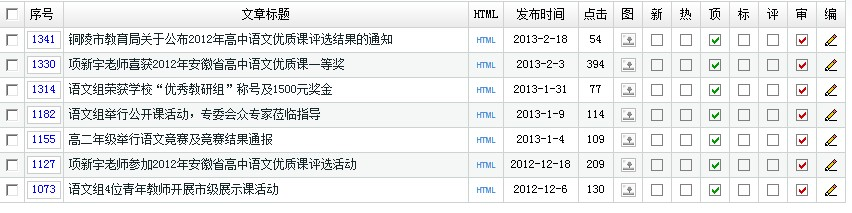 序号 文章标题 HTML 发布时间 点击 图 新 热 顶 标 评 审 编
1341 铜陵市教育局关于公布2012年高中语文优质课评选结果的通知 HTML 2013-2-18 54
1330 项新宇老师喜获2012年安徽省高中语文优质课一等奖 HTML 2013-2-3 394
1314 语文组荣获学校“优秀教研组”称号及1500元奖金 HTML 2013-1-31 77
1182 语文组举行公开课活动，专委会众专家莅临指导 HTML 2013-1-9 114
1155 高二年级举行语文竞赛及竞赛结果通报 HTML 2013-1-4 109
1127 项新宇老师参加2012年安徽省高中语文优质课评选活动 HTML 2012-12-18 209
1073 语文组4位青年教师开展市级展示课活动 HTML 2012-12-6 130